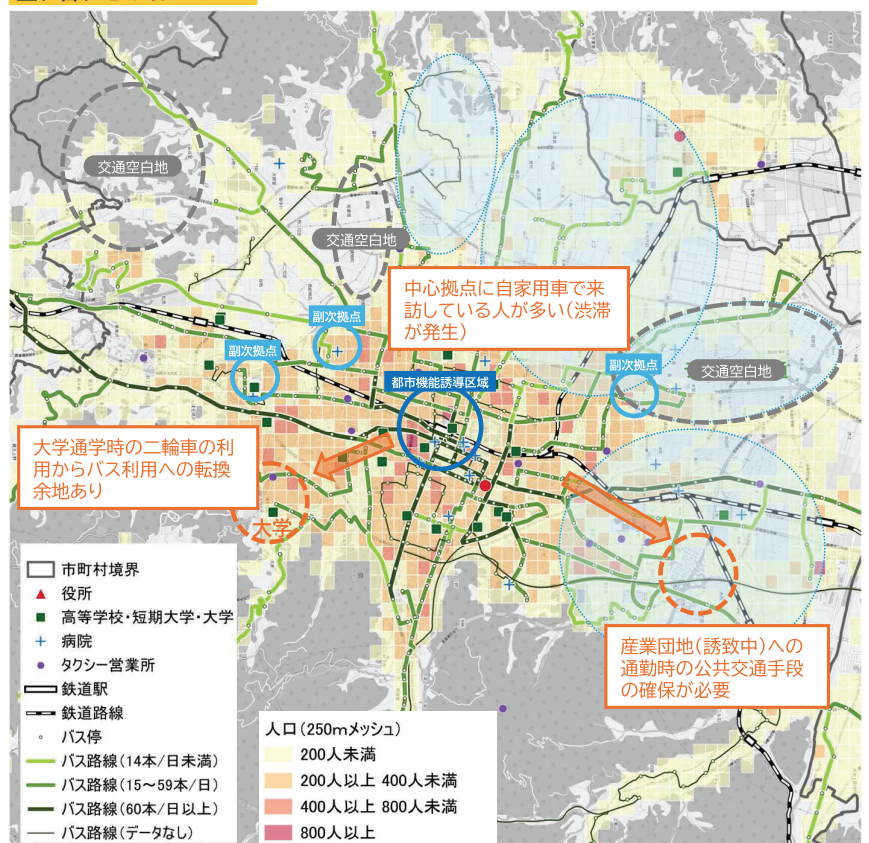 交通空白地
交通空白地
中心拠点に自家用車で来
訪している人が多い(渋滞
が発生)
副次拠点
副次拠点
副次拠点
交通空白地
都市機能誘導区域
大学通学時の二輪車の利
用からバス利用への転換
余地あり
大学
産業団地(誘致中)への
通勤時の公共交通手段
の確保が必要
市町村境界
役所
高等学校・短期大学・大学
病院
タクシー営業所
鉄道駅
鉄道路線
バス停
バス路線(14本/日未満)
バス路線(15~59本/日)
バス路線(60本/日以上)
バス路線(データなし)
人口(250mメッシュ)
200人未満
200人以上 400人未満
400人以上 800人未満
800人以上